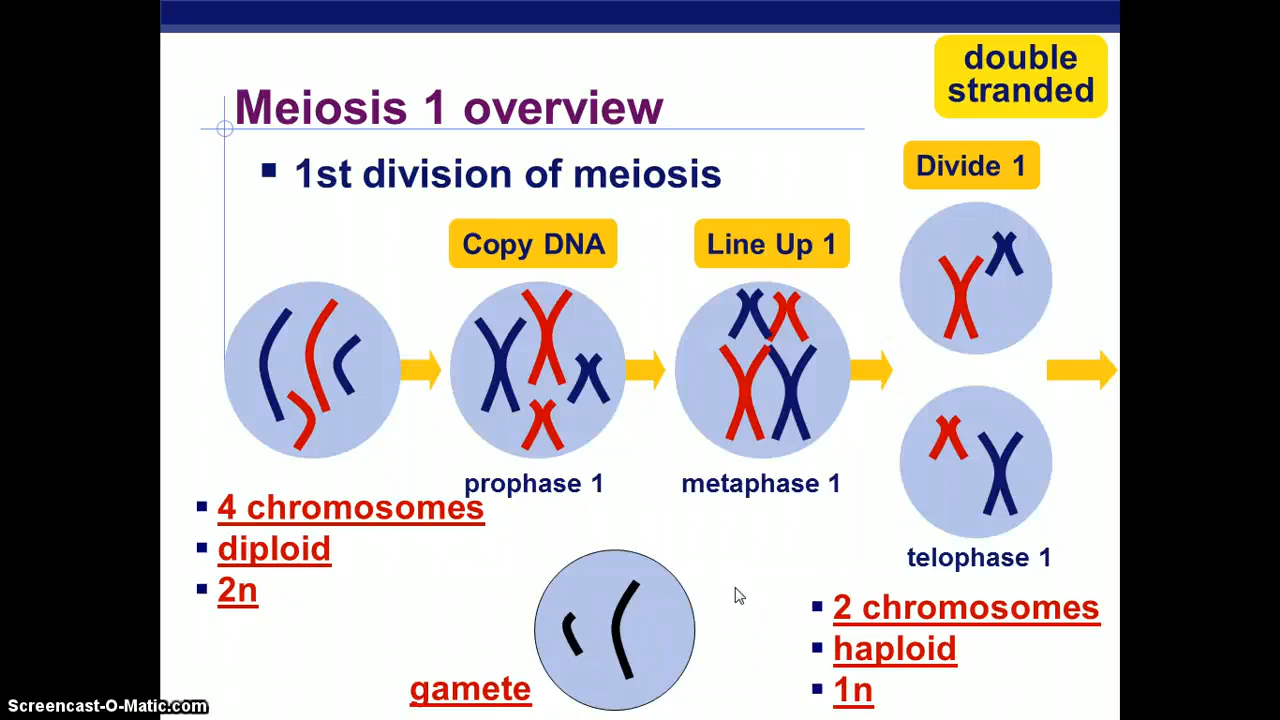 double
stranded
Meiosis 1 overview
1st division of meiosis
Divide 1
Copy DNA
Line Up 1
prophase 1
metaphase 1
telophase 1
4 chromosomes
diploid
2n
2 chromosomes
haploid
1n
gamete
Screencast-O-Matic.com